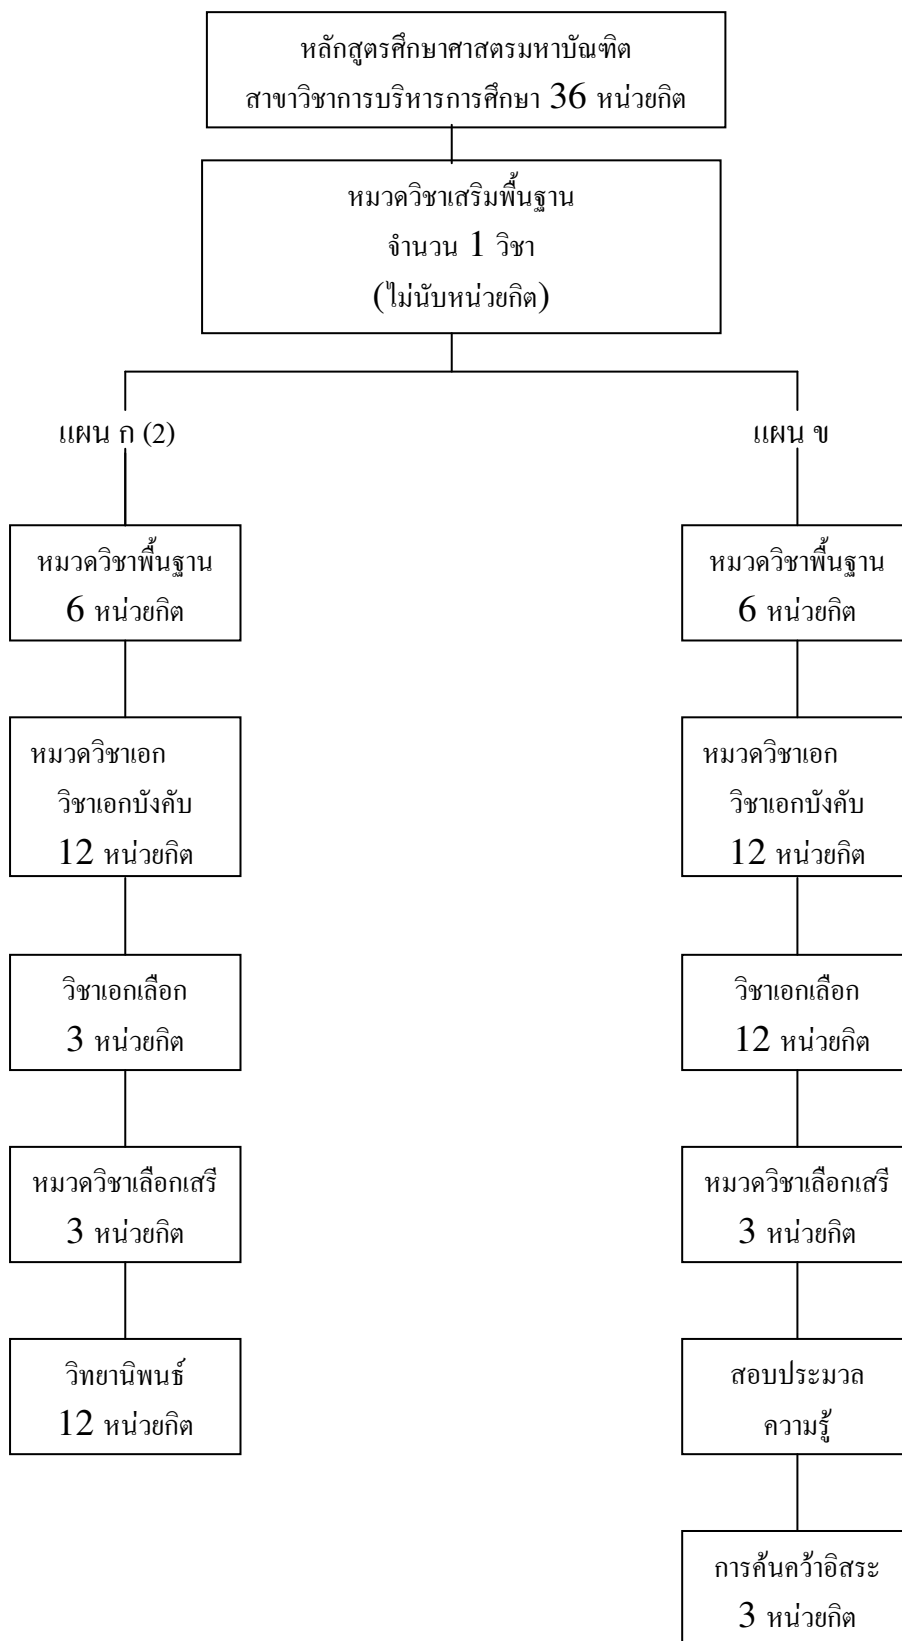 หลักสูตรศึกษาศาสตรมหาบัณฑิต
สาขาวิชาการบริหารการศึกษา 36 หน่วยกิต
หมวดวิชาเสริมพื้นฐาน
จำนวน 1 วิชา
(ไม่นับหน่วยกิต)
แผน ก (2)
หมวดวิชาพื้นฐาน
6 หน่วยกิต
หมวดวิชาเอก
วิชาเอกบังคับ
12 หน่วยกิต
วิชาเอกเลือก
3 หน่วยกิต
หมวดวิชาเลือกเสรี
3 หน่วยกิต
วิทยานิพนธ์
12 หน่วยกิต
แผน ข
หมวดวิชาพื้นฐาน
6 หน่วยกิต
หมวดวิชาเอก
วิชาเอกบังคับ
12 หน่วยกิต
วิชาเอกเลือก
12 หน่วยกิต
หมวดวิชาเลือกเสรี
3 หน่วยกิต
สอบประมวล
ความรู้
การค้นคว้าอิสระ
3 หน่วยกิต